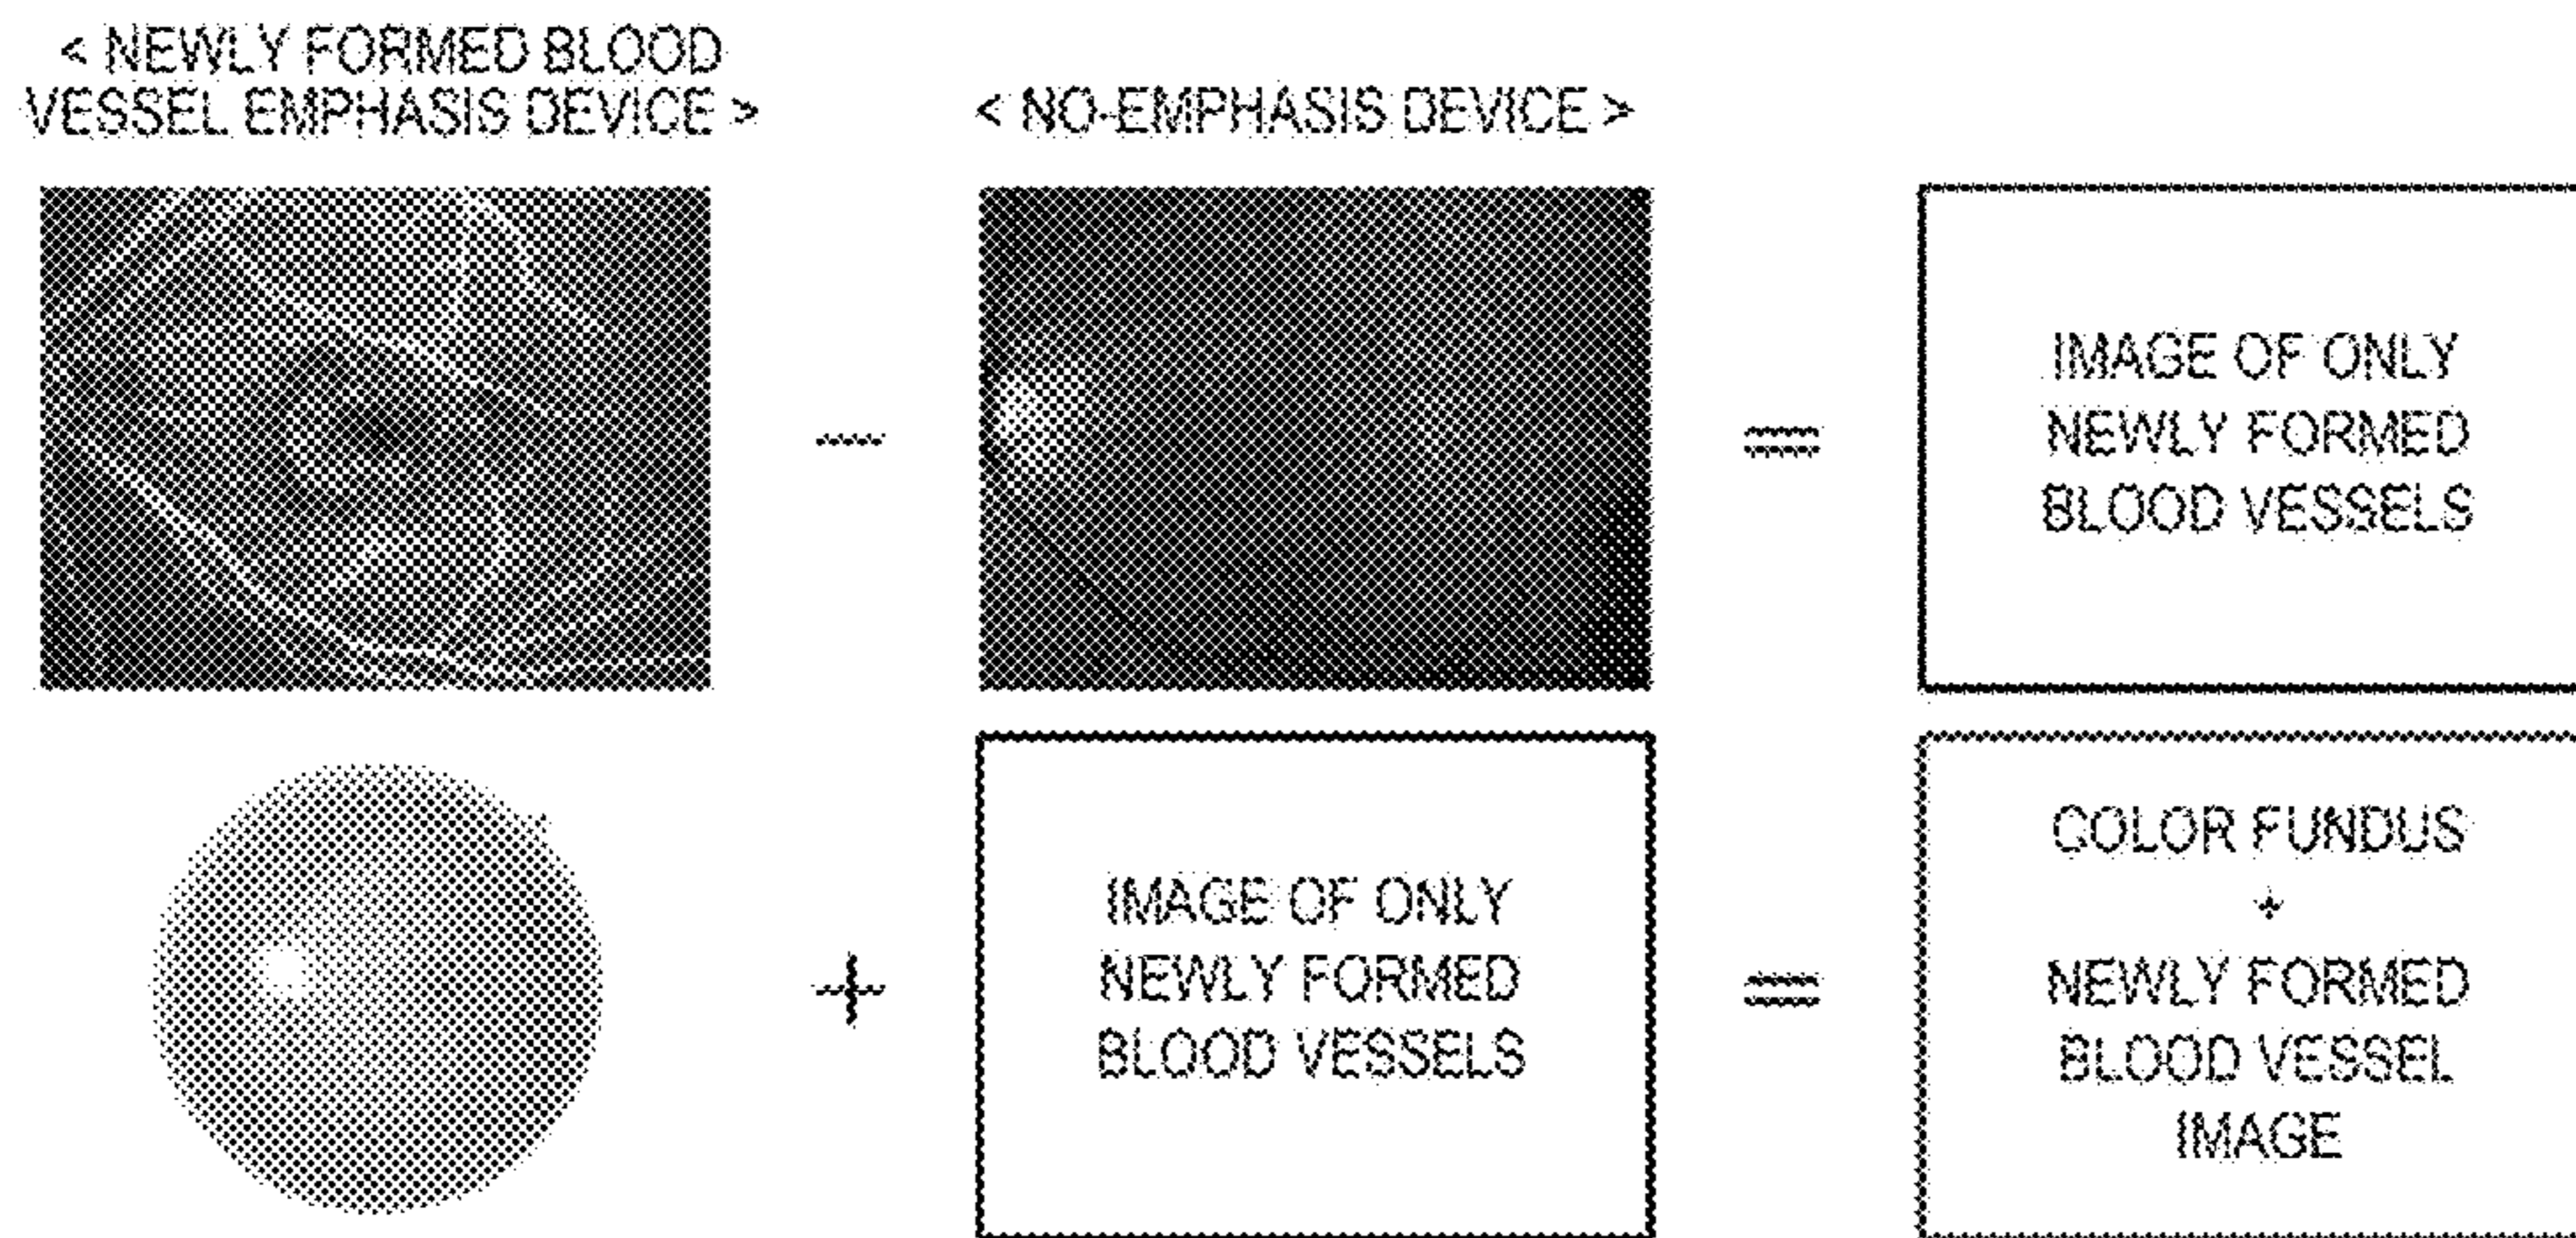 < NEWLY FORMED BLOOD
VESSEL EMPHASIS DEVICE >
< NO-EMPHASIS DEVICE >
−
=
IMAGE OF ONLY
NEWLY FORMED
BLOOD VESSELS
+
IMAGE OF ONLY
NEWLY FORMED
BLOOD VESSELS
=
COLOR FUNDUS
+
NEWLY FORMED
BLOOD VESSEL
IMAGE